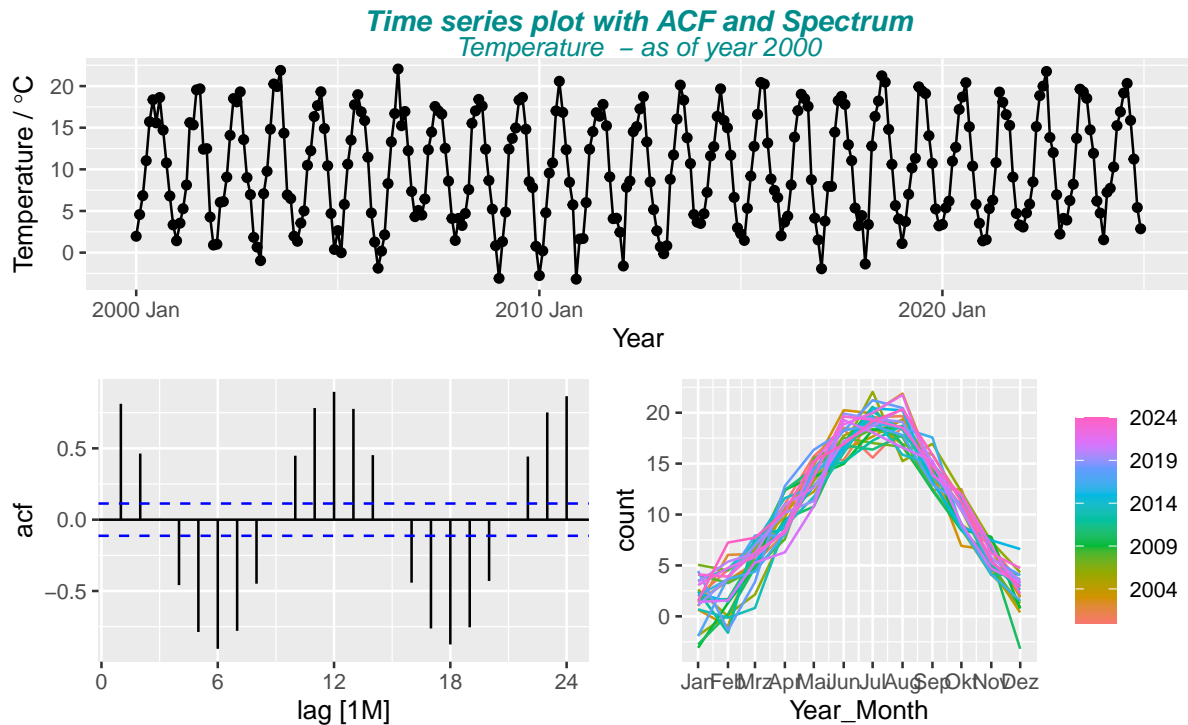 Time series plot with ACF and Spectrum
Temperature – as of year 2000
Temperature / °C
20
15
10
5
0
2000 Jan
2010 Jan
2020 Jan
Year
acf
0.5
0.0
−0.5
0
6
12
18
24
lag [1M]
count
20
15
10
5
0
Jan Feb Mrz Apr Mai Jun Jul Aug Sep Okt Nov Dez
Year_Month
2024
2019
2014
2009
2004